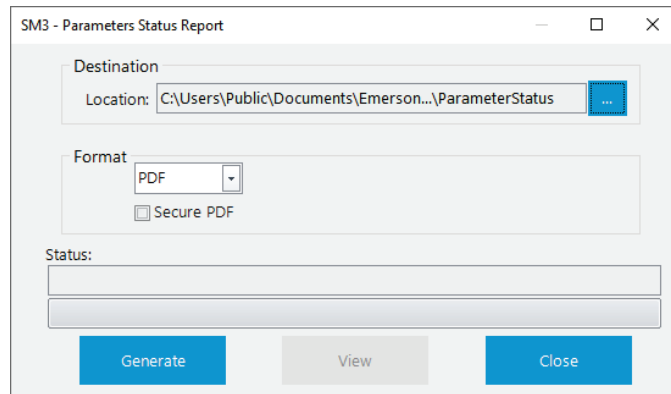 SM3 - Parameters Status Report
Destination
Location: C:\Users\Public\Documents\Emerson...\ParameterStatus ...
Format
PDF
Secure PDF
Status:
Generate View Close